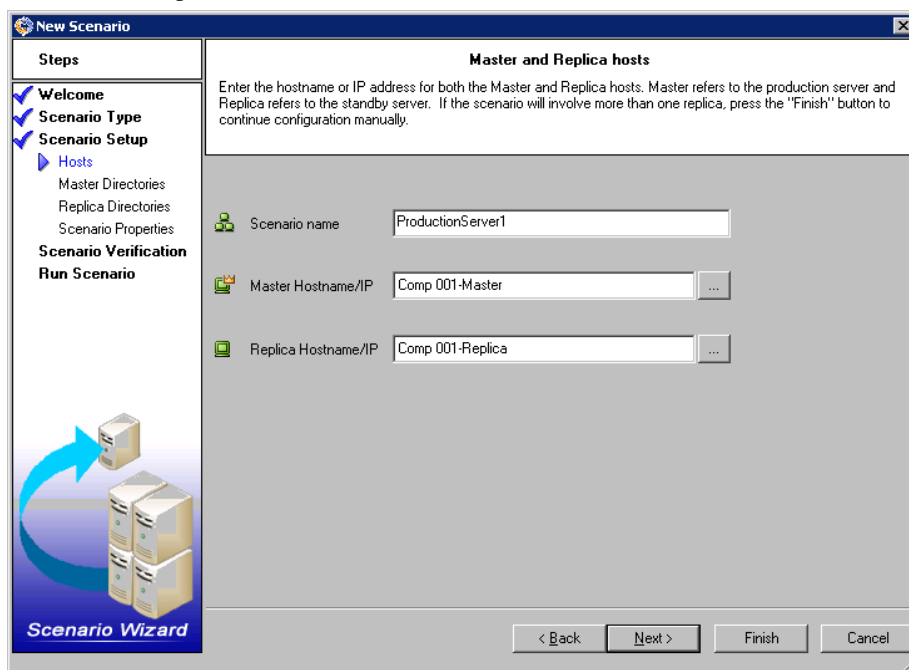 New Scenario
Steps
Welcome
Scenario Type
Scenario Setup
Hosts
Master Directories
Replica Directories
Scenario Properties
Scenario Verification
Run Scenario
Scenario Wizard
Master and Replica hosts
Enter the hostname or IP address for both the Master and Replica hosts. Master refers to the production server and
Replica refers to the standby server. If the scenario will involve more than one replica, press the "Finish" button to
continue configuration manually.
Scenario name ProductionServer1
Master Hostname/IP Comp 001-Master ...
Replica Hostname/IP Comp 001-Replica ...
< Back Next > Finish Cancel